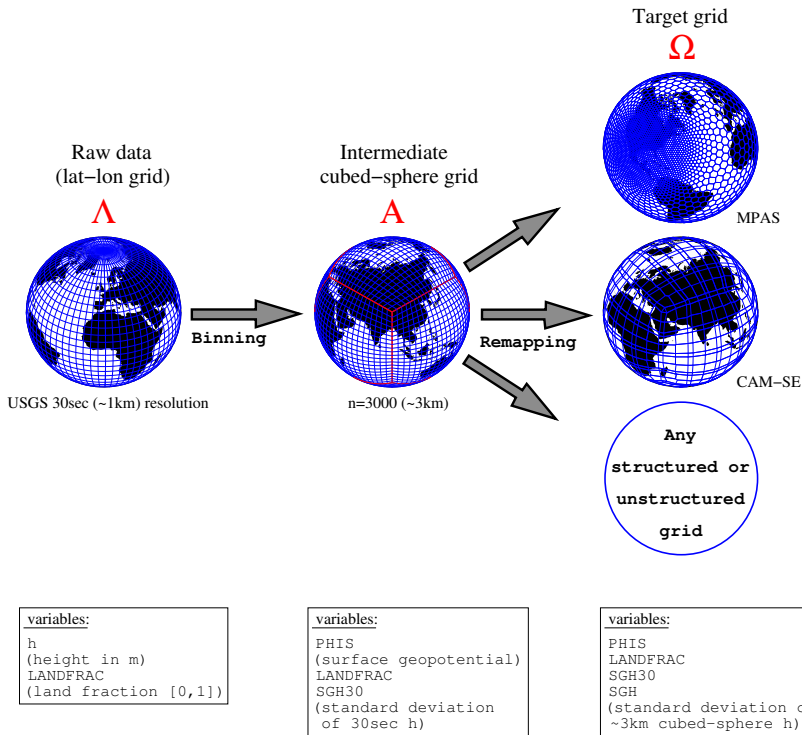 Target grid
Ω
Raw data
(lat−lon grid)
Λ
Intermediate
cubed−sphere grid
A
MPAS
Binning
Remapping
USGS 30sec (~1km) resolution
n=3000 (~3km)
CAM−SE
Any
structured or
unstructured
grid
variables:
h
(height in m)
LANDFRAC
(land fraction [0,1])
variables:
PHIS
(surface geopotential)
LANDFRAC
SGH30
(standard deviation
of 30sec h)
variables:
PHIS
LANDFRAC
SGH30
SGH
(standard deviation
~3km cubed−sphere h)